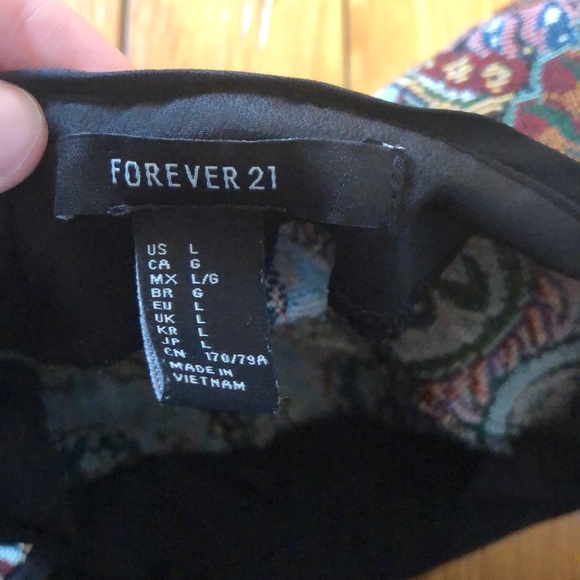 FOREVER 21
US L
CA G
MX L/G
BR G
EU L
UK L
KR L
JP L
CN 170/79A
MADE IN
VIETNAM